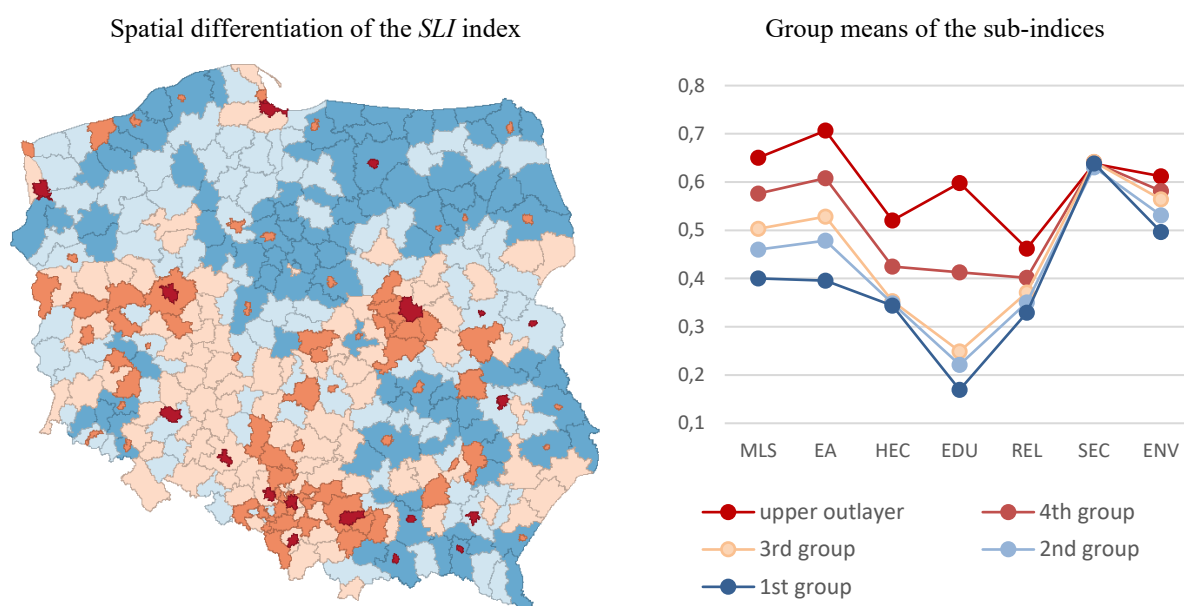 Spatial differentiation of the SLI index
Group means of the sub-indices
0,8
0,7
0,6
0,5
0,4
0,3
0,2
0,1
MLS EA HEC EDU REL SEC ENV
upper outlayer 4th group
3rd group 2nd group
1st group